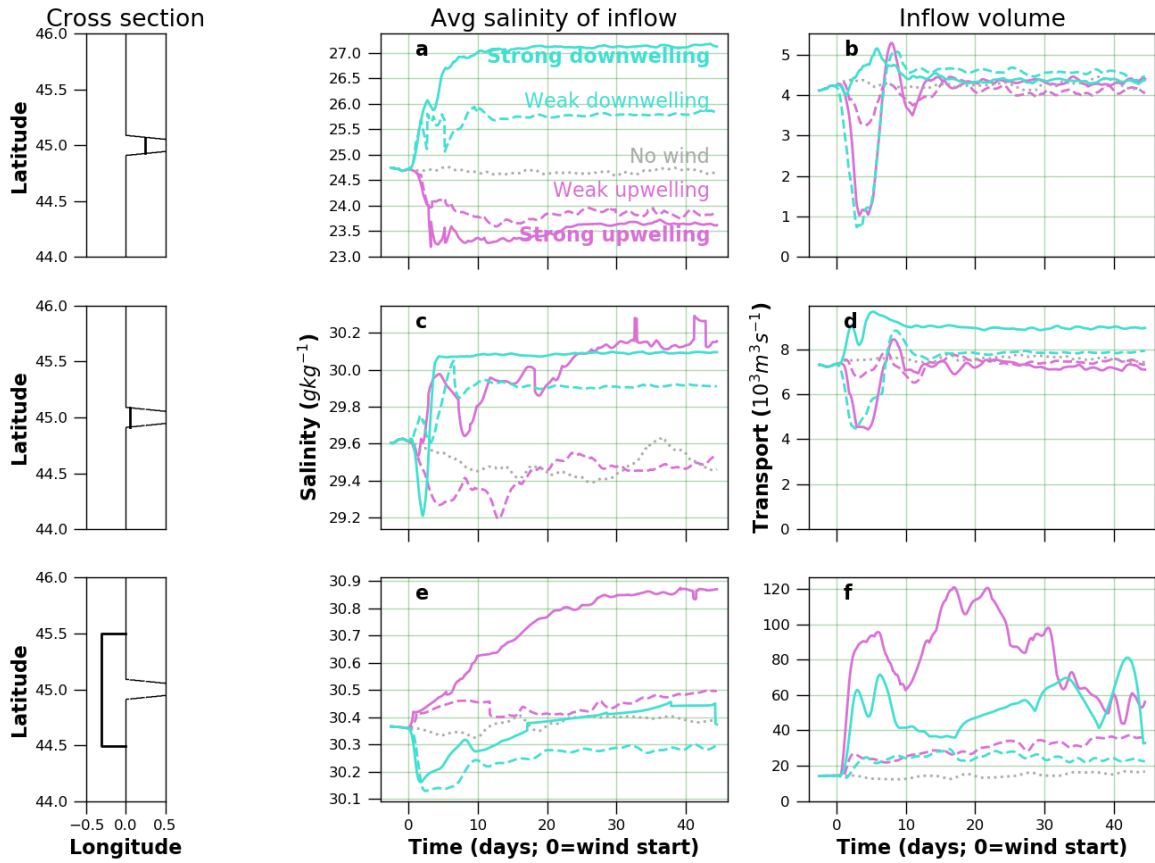 Cross section
Avg salinity of inflow
Inflow volume
46.0
45.5
45.0
44.5
44.0
Latitude
27.0
26.5
26.0
25.5
25.0
24.5
24.0
23.5
23.0
a
Strong downwelling
Weak downwelling
No wind
Weak upwelling
Strong upwelling
5
4
3
2
1
0
b
46.0
45.5
45.0
44.5
44.0
Latitude
30.2
30.0
29.8
29.6
29.4
29.2
Salinity (gkg⁻¹)
c
8
6
4
2
0
Transport (10³m³s⁻¹)
d
46.0
45.5
45.0
44.5
44.0
Latitude
−0.5 0.0 0.5
Longitude
30.9
30.8
30.7
30.6
30.5
30.4
30.3
30.2
30.1
e
0 10 20 30 40
Time (days; 0=wind start)
120
100
80
60
40
20
0
f
0 10 20 30 40
Time (days; 0=wind start)